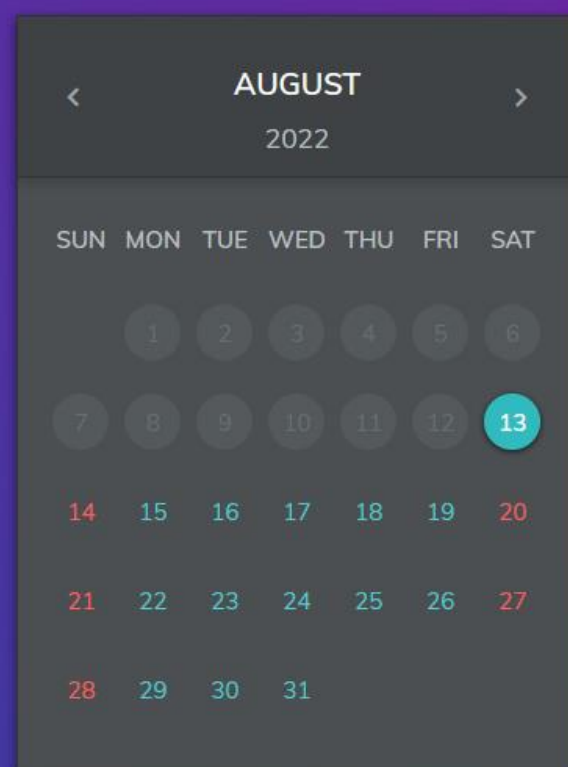 AUGUST
2022
SUN MON TUE WED THU FRI SAT
1 2 3 4 5 6
7 8 9 10 11 12 13
14 15 16 17 18 19 20
21 22 23 24 25 26 27
28 29 30 31